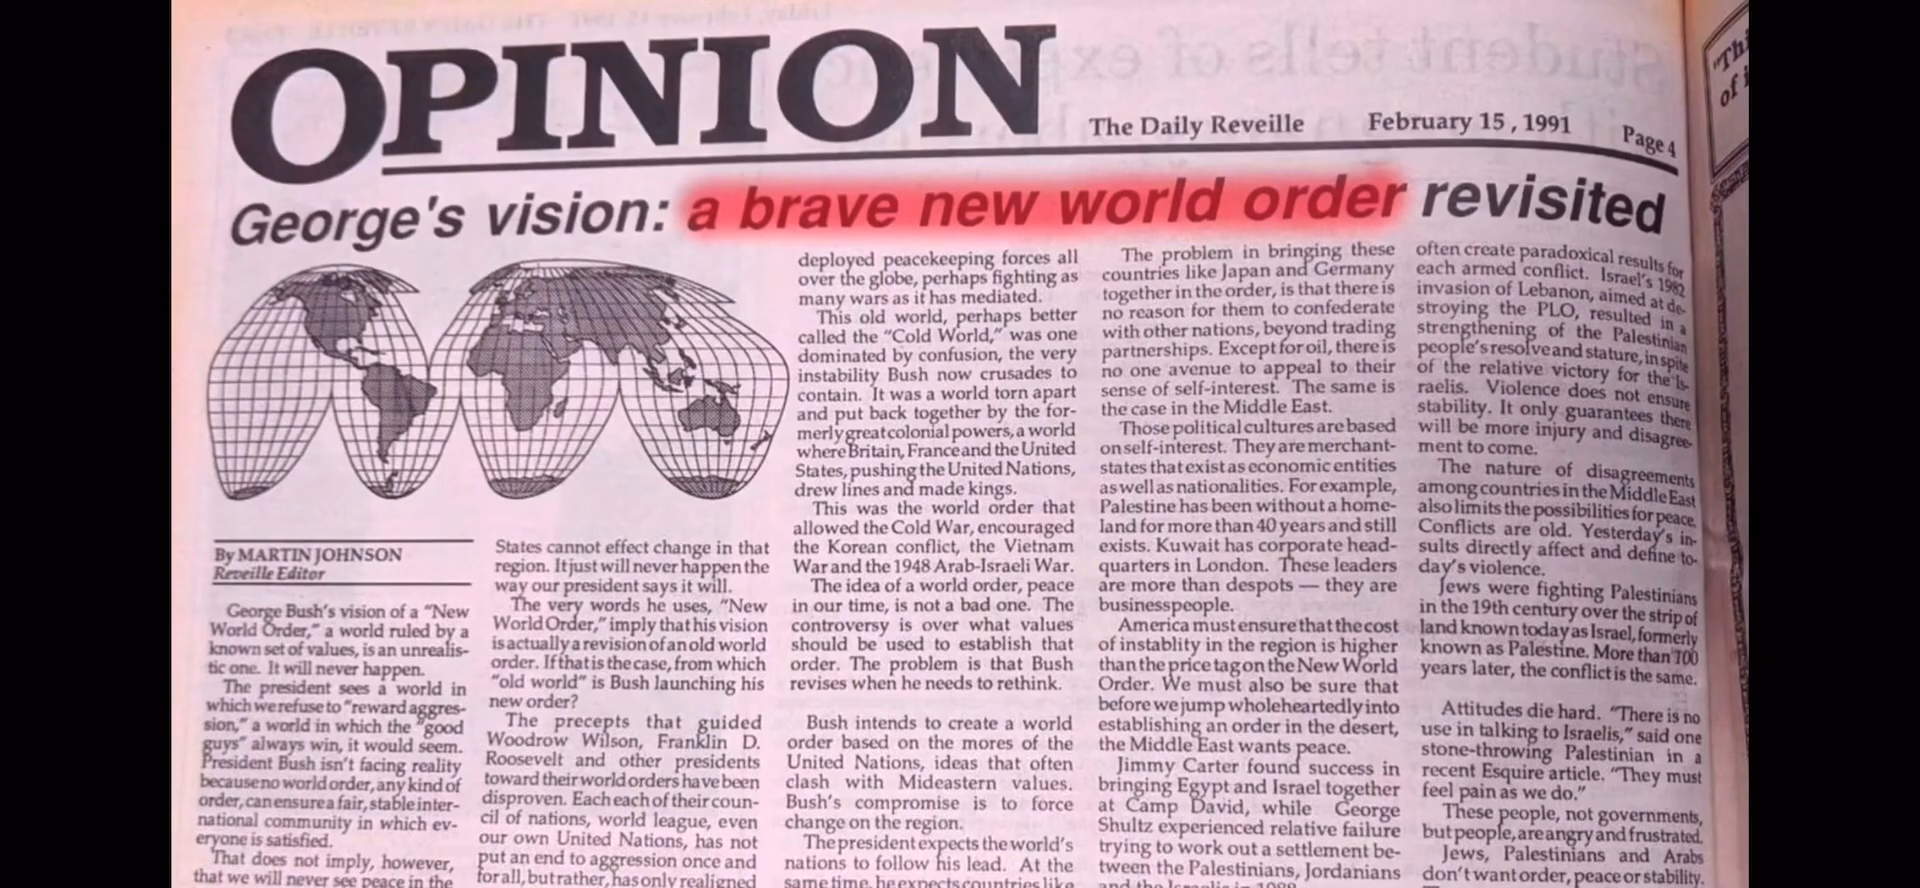 OPINION
The Daily Reveille February 15, 1991 Page 4
George's vision: a brave new world order revisited
By MARTIN JOHNSON
Reveille Editor
George Bush's vision of a "New
World Order," a world ruled by a
known set of values, is an unrealis-
tic one. It will never happen.
The president sees a world in
which we refuse to "reward aggres-
sion," a world in which the "good
guys" always win, it would seem.
President Bush isn't facing reality
because no world order, any kind of
order, can ensure a fair, stable inter-
national community in which ev-
eryone is satisfied.
That does not imply, however,
that we will never see peace in the
States cannot effect change in that
region. It just will never happen the
way our president says it will.
The very words he uses, "New
World Order," imply that his vision
is actually a revision of an old world
order. If that is the case, from which
"old world" is Bush launching his
new order?
The precepts that guided
Woodrow Wilson, Franklin D.
Roosevelt and other presidents
toward their world orders have been
disproven. Each each of their coun-
cil of nations, world league, even
our own United Nations, has not
put an end to aggression once and
for all, but rather, has only realigned
deployed peacekeeping forces all
over the globe, perhaps fighting as
many wars as it has mediated.
This old world, perhaps better
called the "Cold World," was one
dominated by confusion, the very
instability Bush now crusades to
contain. It was a world torn apart
and put back together by the for-
merly great colonial powers, a world
where Britain, France and the United
States, pushing the United Nations,
drew lines and made kings.
This was the world order that
allowed the Cold War, encouraged
the Korean conflict, the Vietnam
War and the 1948 Arab-Israeli War.
The idea of a world order, peace
in our time, is not a bad one. The
controversy is over what values
should be used to establish that
order. The problem is that Bush
revises when he needs to rethink.
Bush intends to create a world
order based on the mores of the
United Nations, ideas that often
clash with Mideastern values.
Bush's compromise is to force
change on the region.
The president expects the world's
nations to follow his lead. At the
same time, he expects countries like
The problem in bringing these
countries like Japan and Germany
together in the order, is that there is
no reason for them to confederate
with other nations, beyond trading
partnerships. Except for oil, there is
no one avenue to appeal to their
sense of self-interest. The same is
the case in the Middle East.
Those political cultures are based
on self-interest. They are merchant-
states that exist as economic entities
as well as nationalities. For example,
Palestine has been without a home-
land for more than 40 years and still
exists. Kuwait has corporate head-
quarters in London. These leaders
are more than despots — they are
businesspeople.
America must ensure that the cost
of instablity in the region is higher
than the price tag on the New World
Order. We must also be sure that
before we jump wholeheartedly into
establishing an order in the desert,
the Middle East wants peace.
Jimmy Carter found success in
bringing Egypt and Israel together
at Camp David, while George
Shultz experienced relative failure
trying to work out a settlement be-
tween the Palestinians, Jordanians
and the Israelis in 1988.
often create paradoxical results for
each armed conflict. Israel's 1982
invasion of Lebanon, aimed at de-
stroying the PLO, resulted in a
strengthening of the Palestinian
people's resolve and stature, in spite
of the relative victory for the Is-
raelis. Violence does not ensure
stability. It only guarantees there
will be more injury and disagree-
ment to come.
The nature of disagreements
among countries in the Middle East
also limits the possibilities for peace.
Conflicts are old. Yesterday's in-
sults directly affect and define to-
day's violence.
Jews were fighting Palestinians
in the 19th century over the strip of
land known today as Israel, formerly
known as Palestine. More than 100
years later, the conflict is the same.
Attitudes die hard. "There is no
use in talking to Israelis," said one
stone-throwing Palestinian in a
recent Esquire article. "They must
feel pain as we do."
These people, not governments,
but people, are angry and frustrated.
Jews, Palestinians and Arabs
don't want order, peace or stability.
"Thi
of i